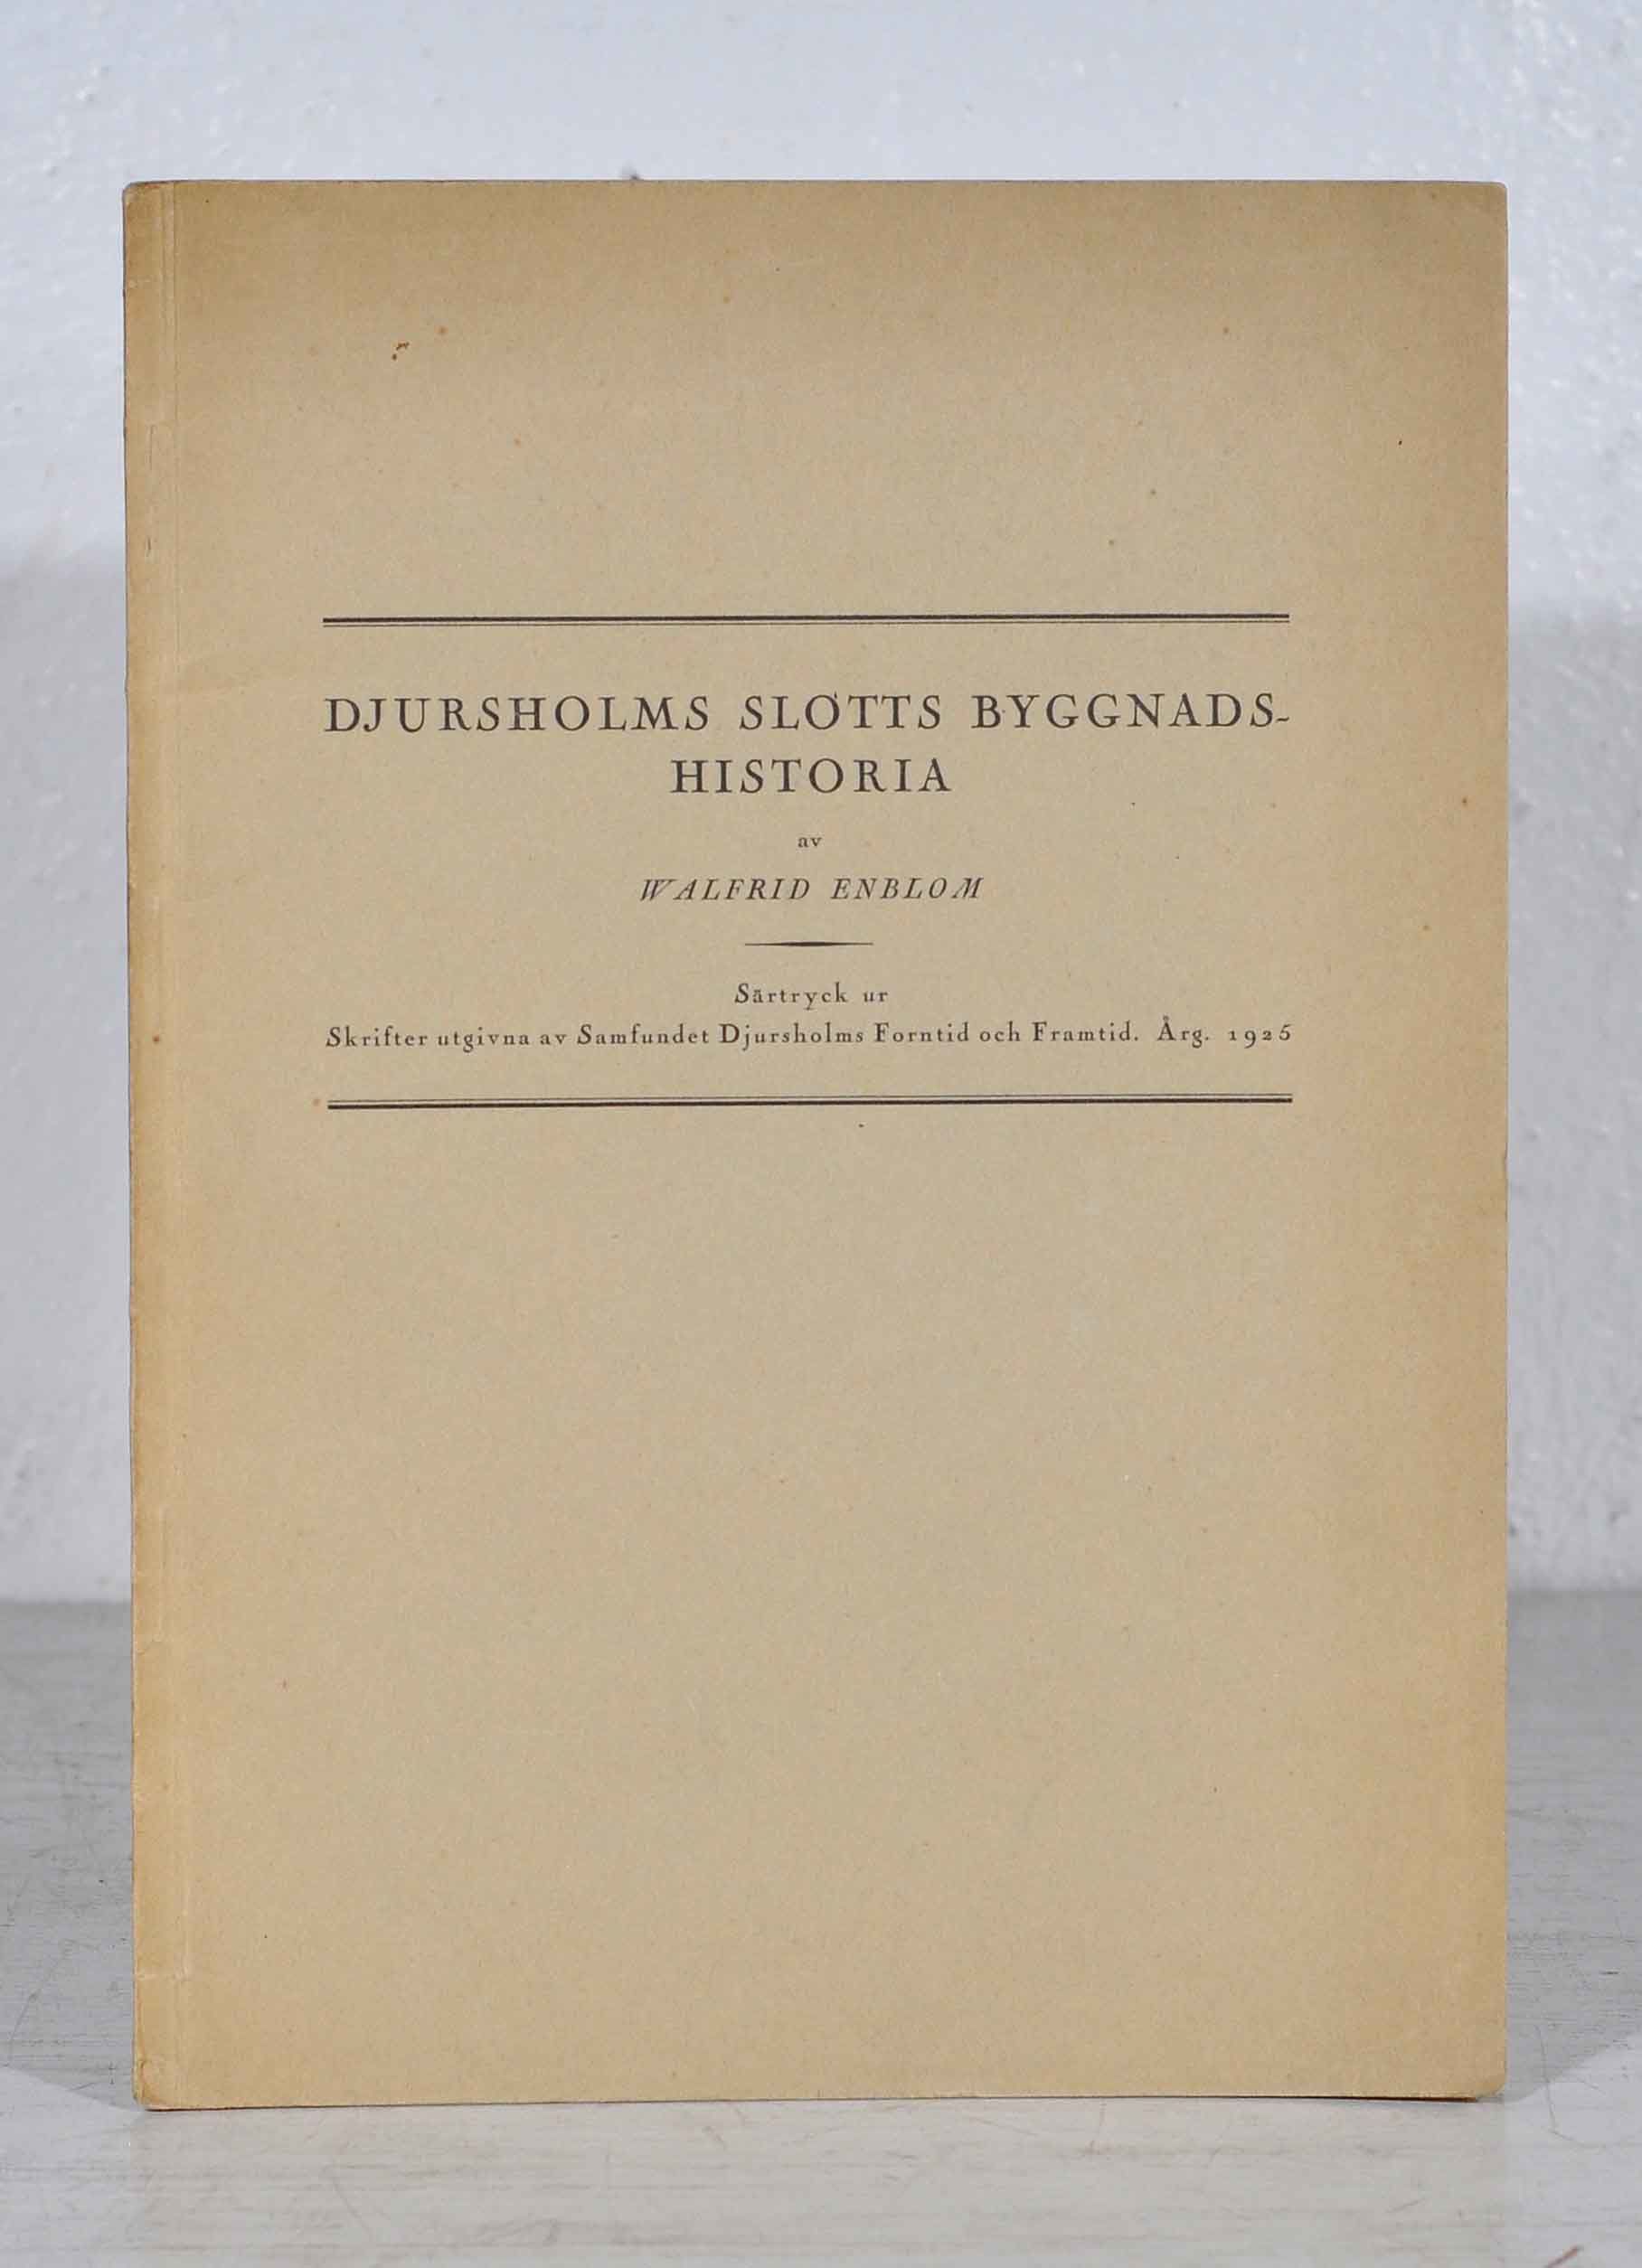 DJURSHOLMS SLOTTS BYGGNADS-
HISTORIA
av
WALFRID ENBLOM
Särtryck ur
Skrifter utgivna av Samfundet Djursholms Forntid och Framtid. Årg. 1925